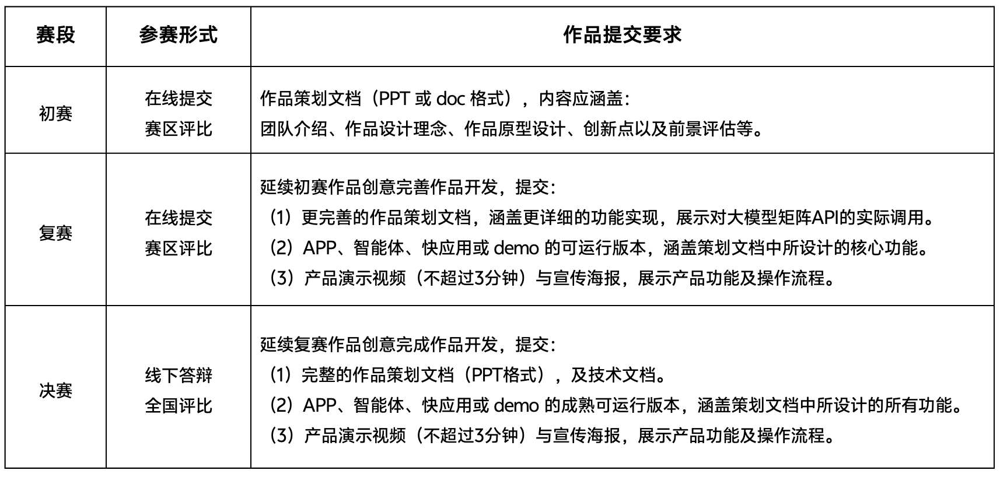 赛段
参赛形式
作品提交要求
初赛
在线提交
赛区评比
作品策划文档（PPT 或 doc 格式），内容应涵盖：
团队介绍、作品设计理念、作品原型设计、创新点以及前景评估等。
复赛
在线提交
赛区评比
延续初赛作品创意完善作品开发，提交：
（1）更完善的作品策划文档，涵盖更详细的功能实现，展示对大模型矩阵API的实际调用。
（2）APP、智能体、快应用或 demo 的可运行版本，涵盖策划文档中所设计的核心功能。
（3）产品演示视频（不超过3分钟）与宣传海报，展示产品功能及操作流程。
决赛
线下答辩
全国评比
延续复赛作品创意完成作品开发，提交：
（1）完整的作品策划文档（PPT格式），及技术文档。
（2）APP、智能体、快应用或 demo 的成熟可运行版本，涵盖策划文档中所设计的所有功能。
（3）产品演示视频（不超过3分钟）与宣传海报，展示产品功能及操作流程。